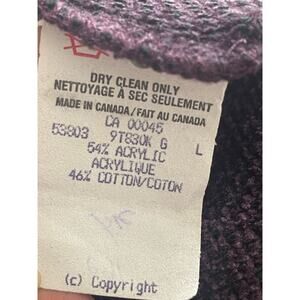 DRY CLEAN ONLY
NETTOYAGE À SEC SEULEMENT
MADE IN CANADA/FAIT AU CANADA
CA 00045
53803 9T830K G L
54% ACRYLIC
ACRYLIQUE
46% COTTON/COTON
(c) Copyright